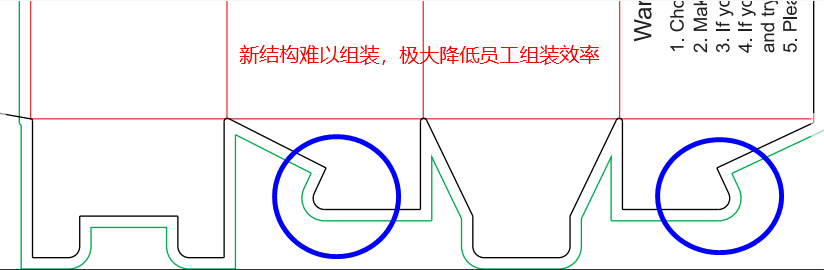 新结构难以组装，极大降低员工组装效率
War
1. Cho
2. Mak
3. If yo
4. If yo
and try
5. Plea